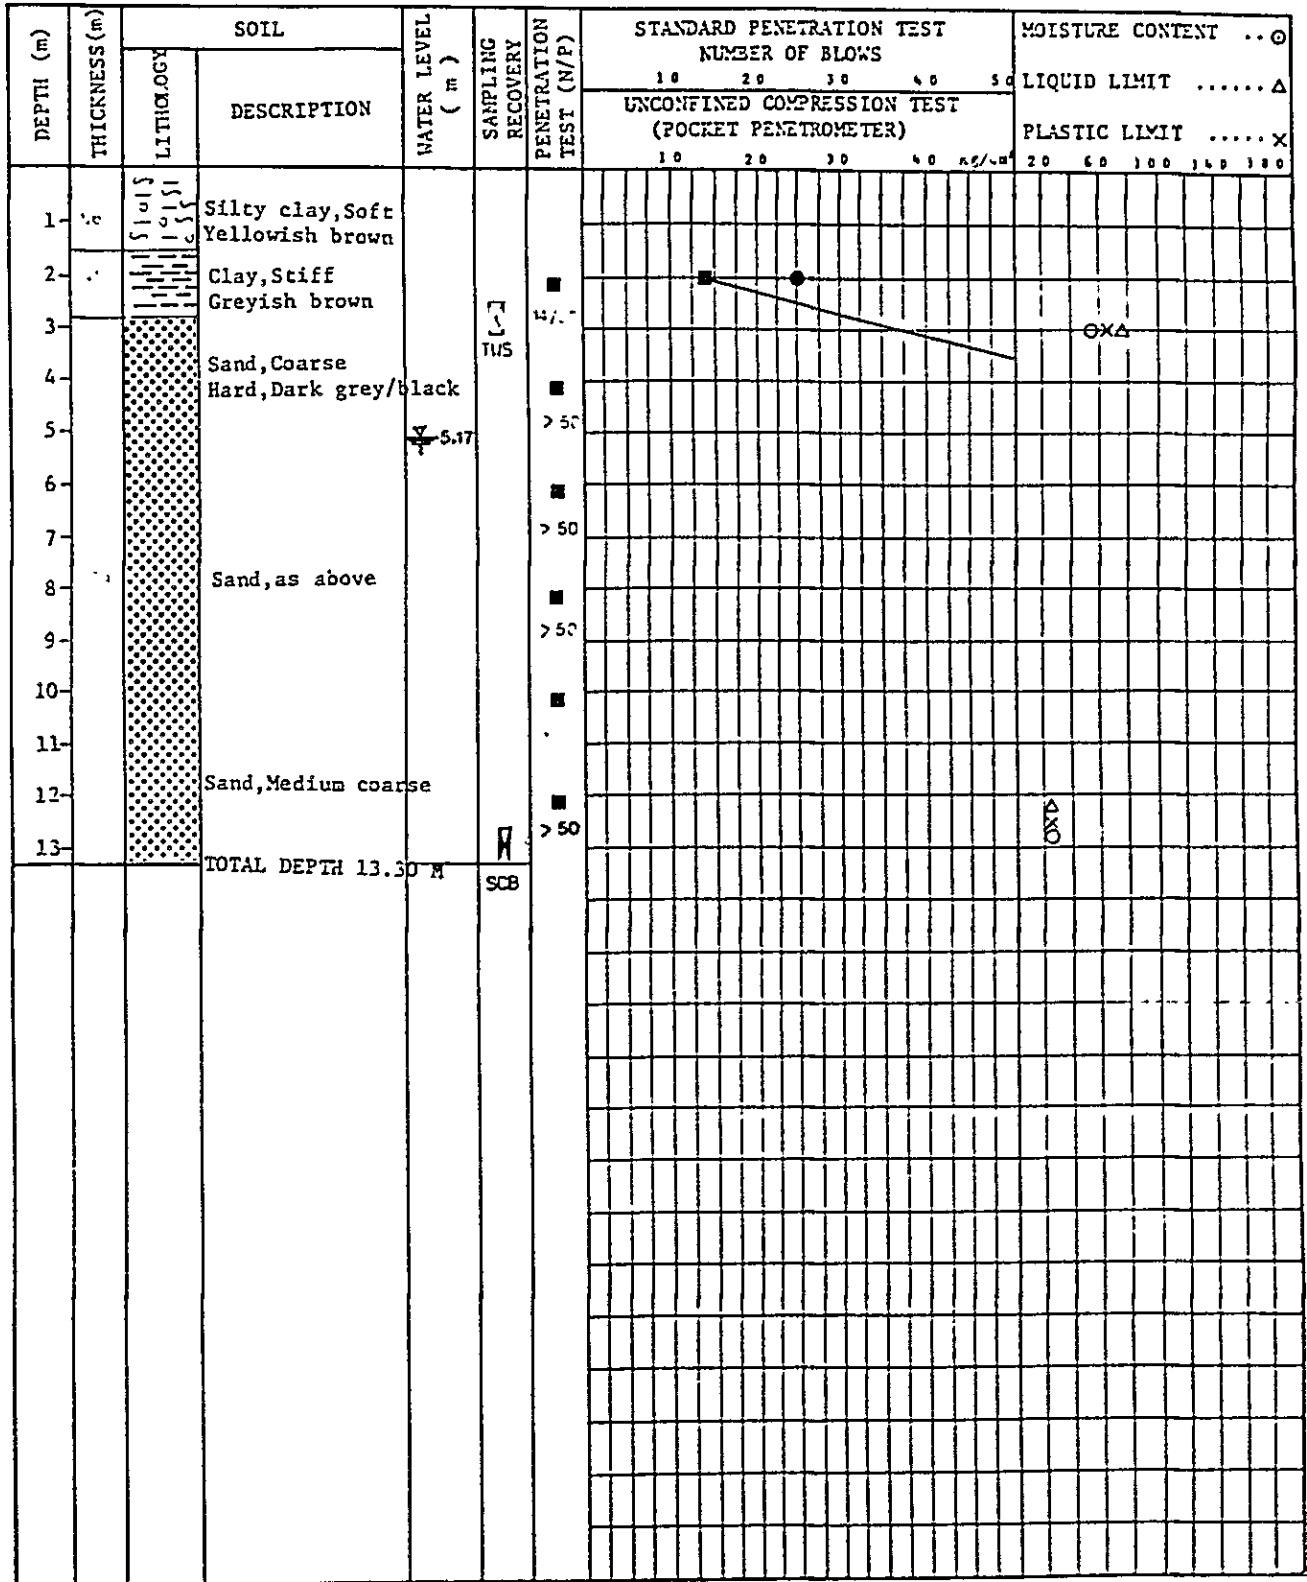 DEPTH (m)
THICKNESS(m)
SOIL
LITHOLOGY
DESCRIPTION
WATER LEVEL
( m )
SAMPLING
RECOVERY
PENETRATION
TEST (N/P)
STANDARD PENETRATION TEST
NUMBER OF BLOWS
10 20 30 40 50
UNCONFINED COMPRESSION TEST
(POCKET PENETROMETER)
10 20 30 40
MOISTURE CONTENT ..
LIQUID LIMIT ......
PLASTIC LIMIT .....
20 60 100 140 180
1
Silty clay,Soft
Yellowish brown
2
Clay,Stiff
Greyish brown
3
TWS
Sand,Coarse
4
Hard,Dark grey/black
5
5.17
> 50
6
7
> 50
8
Sand,as above
9
> 50
10
11
Sand,Medium coarse
12
13
> 50
TOTAL DEPTH 13.30 M
SCB